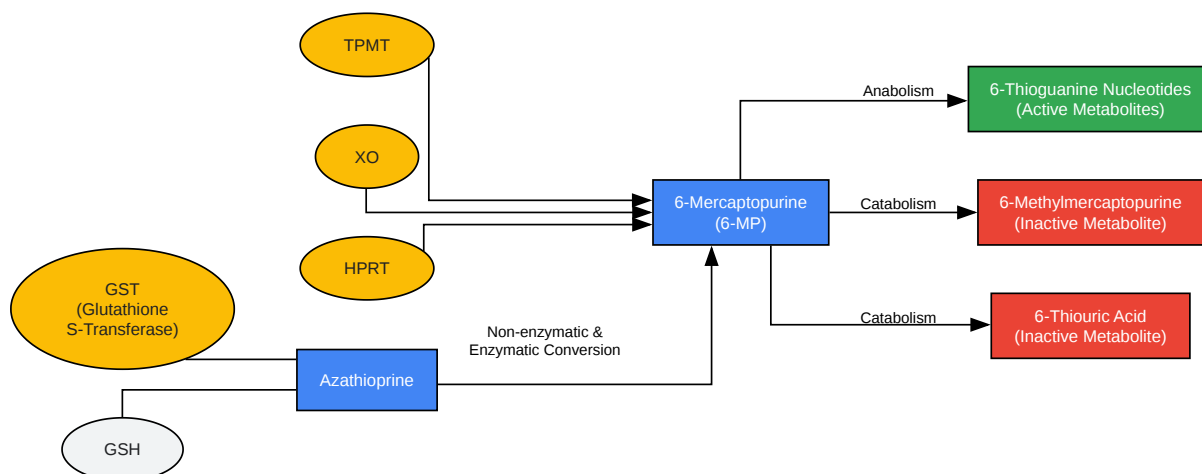 TPMT
XO
HPRT
GST
(Glutathione
S-Transferase)
GSH
Azathioprine
Non-enzymatic &
Enzymatic Conversion
6-Mercaptopurine
(6-MP)
Anabolism
6-Thioguanine Nucleotides
(Active Metabolites)
Catabolism
6-Methylmercaptopurine
(Inactive Metabolite)
Catabolism
6-Thiouric Acid
(Inactive Metabolite)